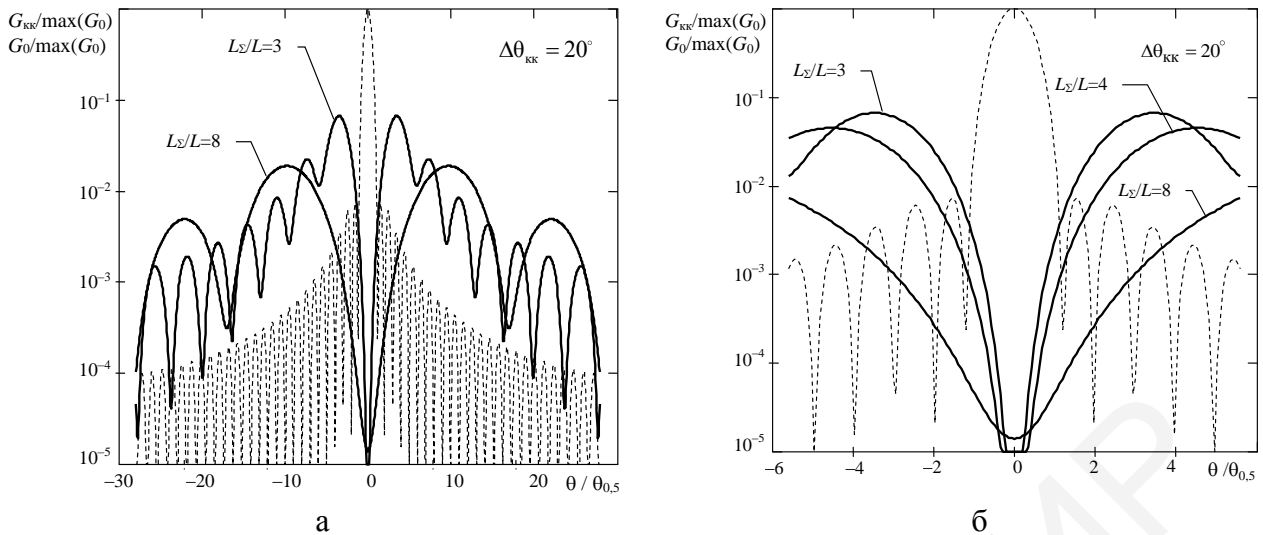 Gкк/max(G0)
G0/max(G0)
LΣ/L=3
Δθкк = 20°
10⁻¹
LΣ/L=8
10⁻²
10⁻³
10⁻⁴
10⁻⁵
−30 −20 −10 0 10 20 θ / θ0,5
а
Gкк/max(G0)
G0/max(G0)
Δθкк = 20°
LΣ/L=3
LΣ/L=4
10⁻¹
10⁻²
LΣ/L=8
10⁻³
10⁻⁴
10⁻⁵
−6 −4 −2 0 2 4 θ / θ0,5
б